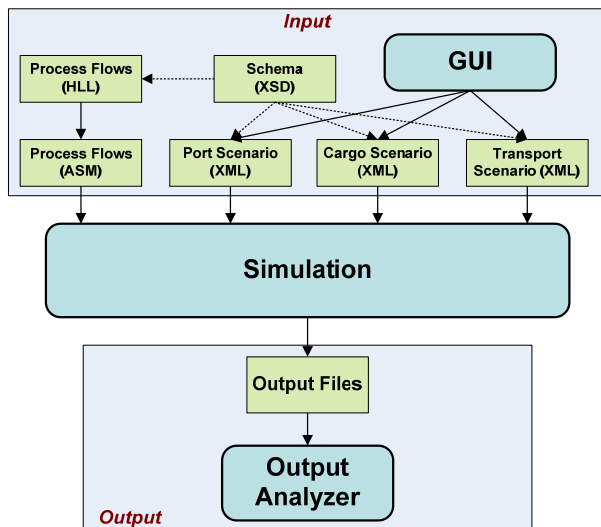 Input
Process Flows
(HLL)
Schema
(XSD)
GUI
Process Flows
(ASM)
Port Scenario
(XML)
Cargo Scenario
(XML)
Transport
Scenario (XML)
Simulation
Output Files
Output
Analyzer
Output